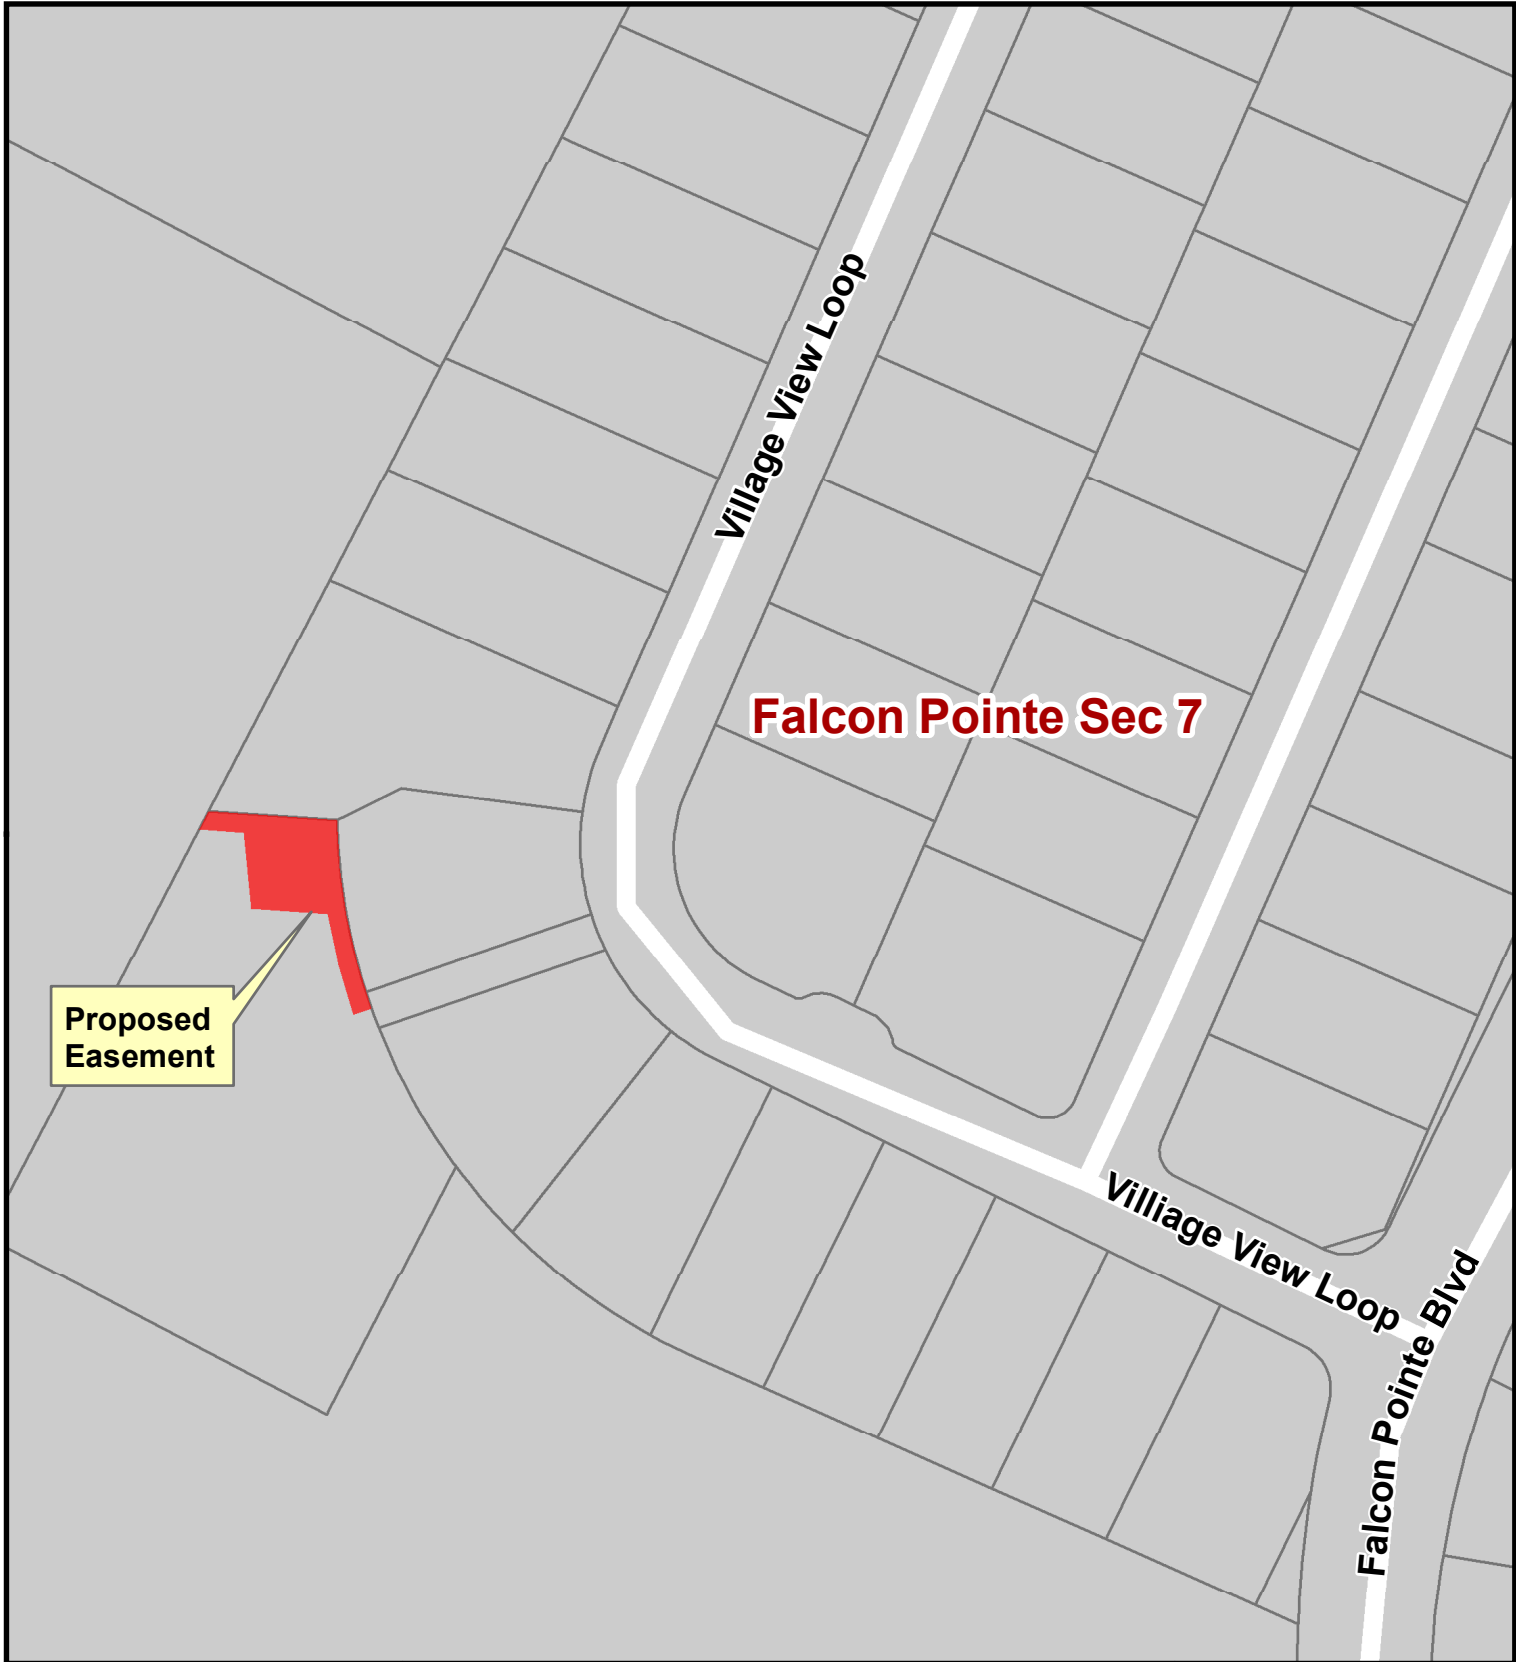 Village View Loop
Falcon Pointe Sec 7
Proposed
Easement
Villiage View Loop
Falcon Pointe Blvd